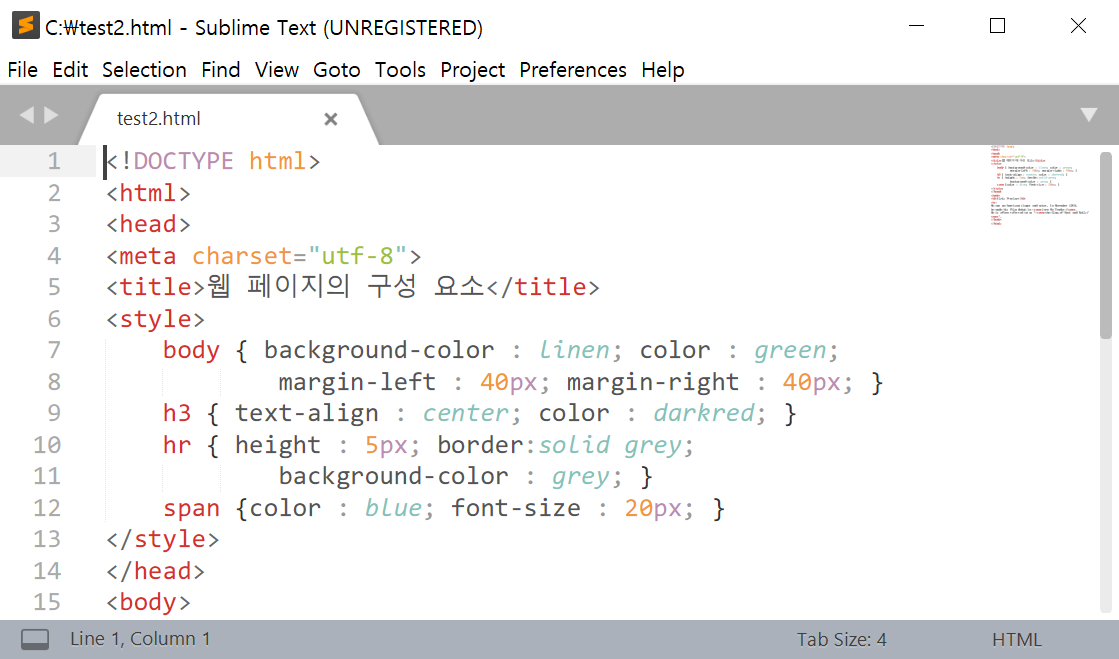 C:₩test2.html - Sublime Text (UNREGISTERED)
File Edit Selection Find View Goto Tools Project Preferences Help
test2.html
1 <!DOCTYPE html>
2 <html>
3 <head>
4 <meta charset="utf-8">
5 <title>웹 페이지의 구성 요소</title>
6 <style>
7     body { background-color : linen; color : green;
8             margin-left : 40px; margin-right : 40px; }
9     h3 { text-align : center; color : darkred; }
10     hr { height : 5px; border:solid grey;
11             background-color : grey; }
12     span {color : blue; font-size : 20px; }
13 </style>
14 </head>
15 <body>
Line 1, Column 1 Tab Size: 4 HTML